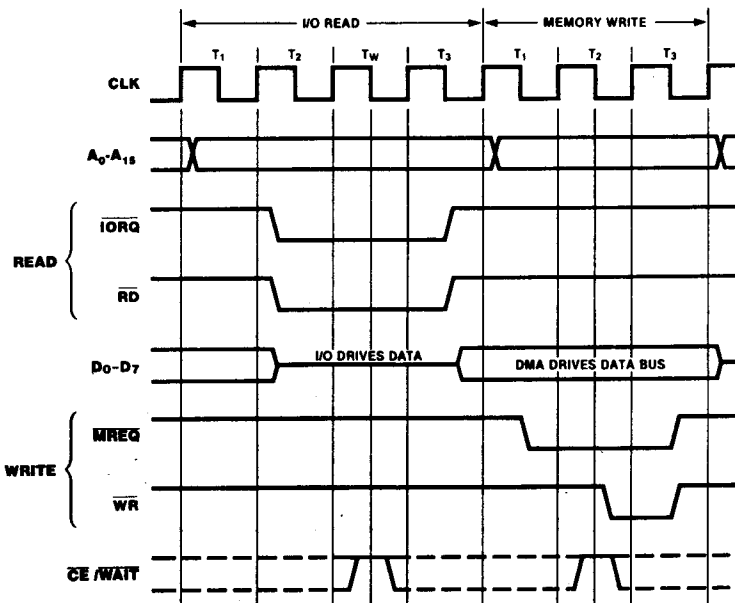 I/O READ MEMORY WRITE
T1 T2 TW T3 T1 T2 T3
CLK
A0-A15
IORQ
READ
RD
I/O DRIVES DATA
D0-D7 DMA DRIVES DATA BUS
MREQ
WRITE
WR
CE/WAIT